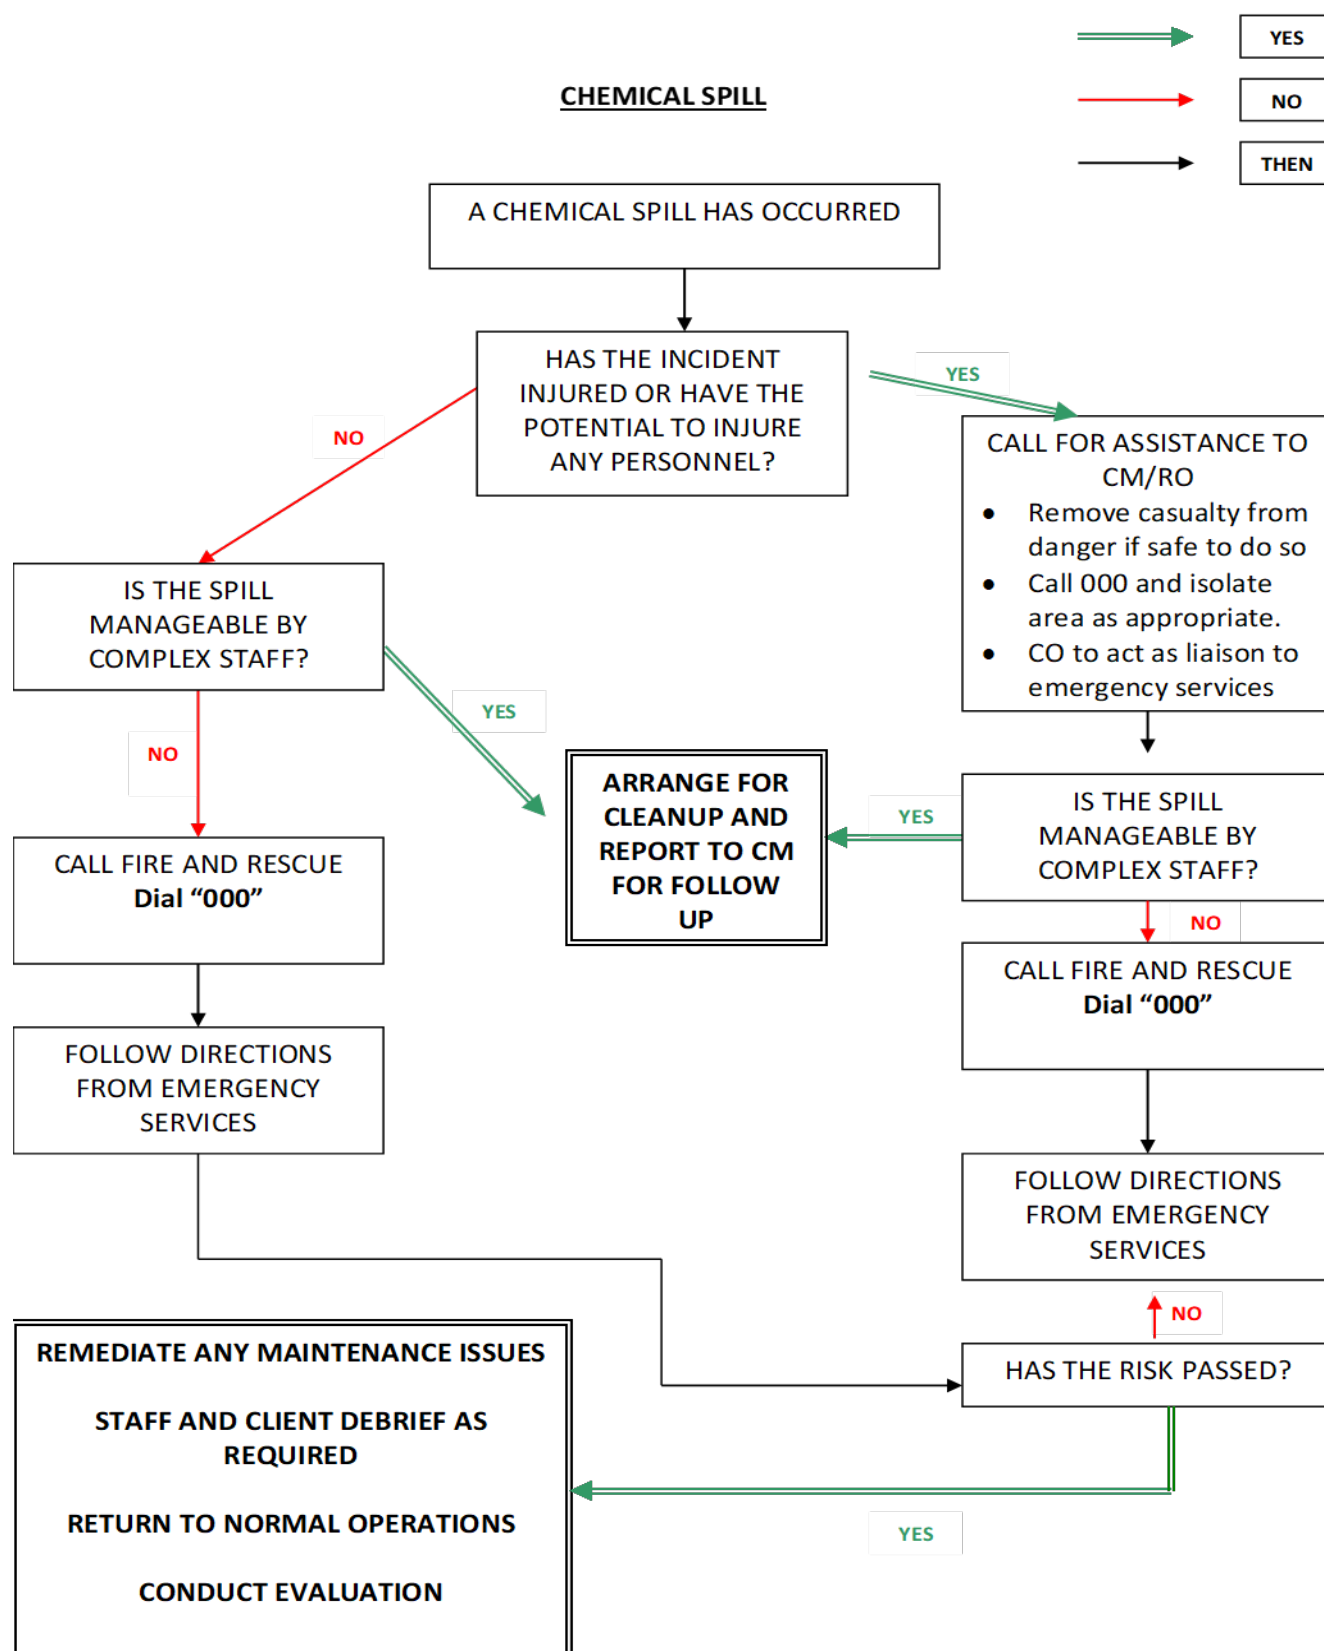 YES
CHEMICAL SPILL
NO
THEN
A CHEMICAL SPILL HAS OCCURRED
HAS THE INCIDENT
INJURED OR HAVE THE
POTENTIAL TO INJURE
ANY PERSONNEL?
YES
NO
CALL FOR ASSISTANCE TO
CM/RO
● Remove casualty from
danger if safe to do so
● Call 000 and isolate
area as appropriate.
● CO to act as liaison to
emergency services
IS THE SPILL
MANAGEABLE BY
COMPLEX STAFF?
YES
NO
ARRANGE FOR
CLEANUP AND
REPORT TO CM
FOR FOLLOW
UP
YES
IS THE SPILL
MANAGEABLE BY
COMPLEX STAFF?
NO
CALL FIRE AND RESCUE
Dial “000”
CALL FIRE AND RESCUE
Dial “000”
FOLLOW DIRECTIONS
FROM EMERGENCY
SERVICES
FOLLOW DIRECTIONS
FROM EMERGENCY
SERVICES
NO
HAS THE RISK PASSED?
YES
REMEDIATE ANY MAINTENANCE ISSUES
STAFF AND CLIENT DEBRIEF AS
REQUIRED
RETURN TO NORMAL OPERATIONS
CONDUCT EVALUATION